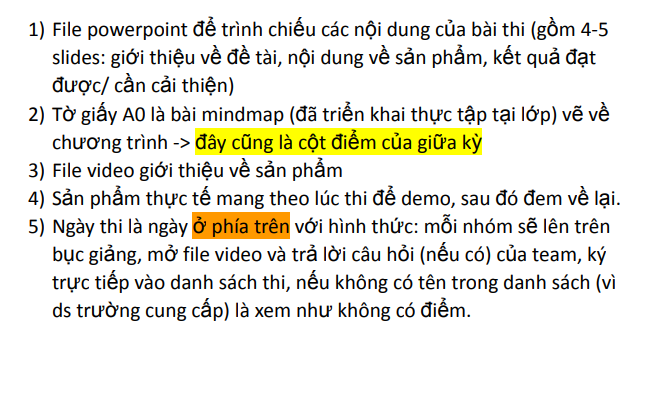 1) File powerpoint để trình chiếu các nội dung của bài thi (gồm 4-5
slides: giới thiệu về đề tài, nội dung về sản phẩm, kết quả đạt
được/ cần cải thiện)
2) Tờ giấy A0 là bài mindmap (đã triển khai thực tập tại lớp) vẽ về
chương trình -> đây cũng là cột điểm của giữa kỳ
3) File video giới thiệu về sản phẩm
4) Sản phẩm thực tế mang theo lúc thi để demo, sau đó đem về lại.
5) Ngày thi là ngày ở phía trên với hình thức: mỗi nhóm sẽ lên trên
bục giảng, mở file video và trả lời câu hỏi (nếu có) của team, ký
trực tiếp vào danh sách thi, nếu không có tên trong danh sách (vì
ds trường cung cấp) là xem như không có điểm.